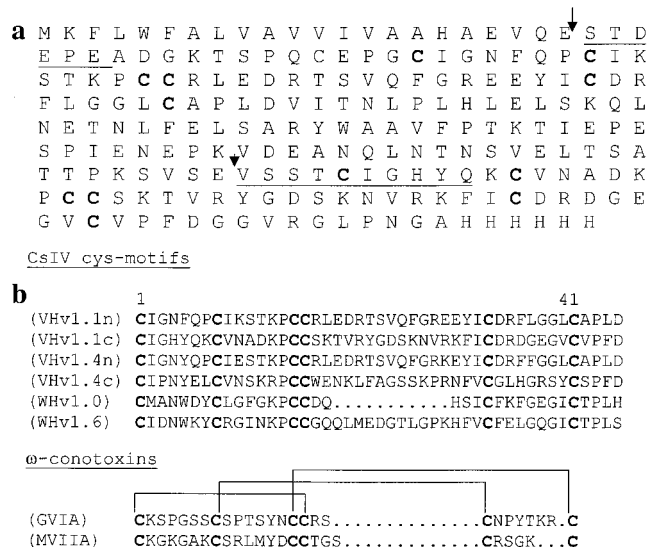 a M K F L W F A L V A V V I V A A H A E V Q E S T D
E P E A D G K T S P Q C E P G C I G N F Q P C I K
S T K P C C R L E D R T S V Q F G R E E Y I C D R
F L G G L C A P L D V I T N L P L H L E L S K Q L
N E T N L F E L S A R Y W A A V F P T K T I E P E
S P I E N E P K V D E A N Q L N T N S V E L T S A
T T P K S V S E V S S T C I G H Y Q K C V N A D K
P C C S K T V R Y G D S K N V R K F I C D R D G E
G V C V P F D G G V R G L P N G A H H H H H H
CsIV cys-motifs
b 1 41
(VHv1.1n) CIGNFQPCIKSTKPCCRLEDRTSVQFGREEYICDRFLGGLCAPLD
(VHv1.1c) CIGHYQKCVNADKPCCSKTVRYGDSKNVRKFICDRDGEGVCVPFD
(VHv1.4n) CIGNYQPCIESTKPCCRLEDRTSVQFGRKEYICDRFFGGLCAPLD
(VHv1.4c) CIPNYELCVNSKRPCCWENKLFAGSSKPRNFVCGLHGRSYCSPFD
(WHv1.0) CMANWDYCLGFGKPCCDQ..........HSICFKFGEGICTPLH
(WHv1.6) CIDNWKYCRGINKPCCGQQLMEDGTLGPKHFVCFELGQGICTPLS
ω-conotoxins
(GVIA) CKSPGSSCSPTSYNCCRS..............CNPYTKR.C
(MVIIA) CKGKGAKCSRLMYDCCTGS.............CRSGK...C